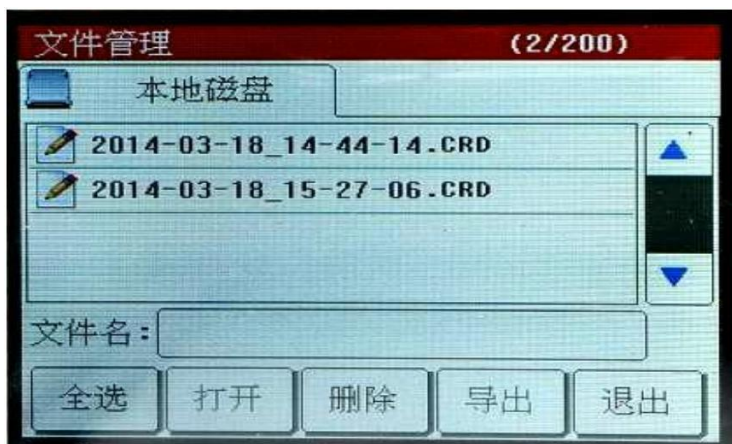 文件管理 (2/200)
本地磁盘
2014-03-18_14-44-14.CRD
2014-03-18_15-27-06.CRD
文件名:
全选 打开 删除 导出 退出